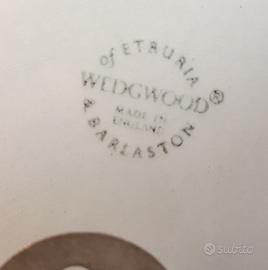 of ETRURIA
WEDGWOOD®
MADE IN
ENGLAND
& BARLASTON
subito